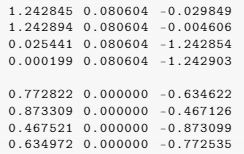 1.242845 0.080604 -0.029849
1.242894 0.080604 -0.004606
0.025441 0.080604 -1.242854
0.000199 0.080604 -1.242903

0.772822 0.000000 -0.634622
0.873309 0.000000 -0.467126
0.467521 0.000000 -0.873099
0.634972 0.000000 -0.772535